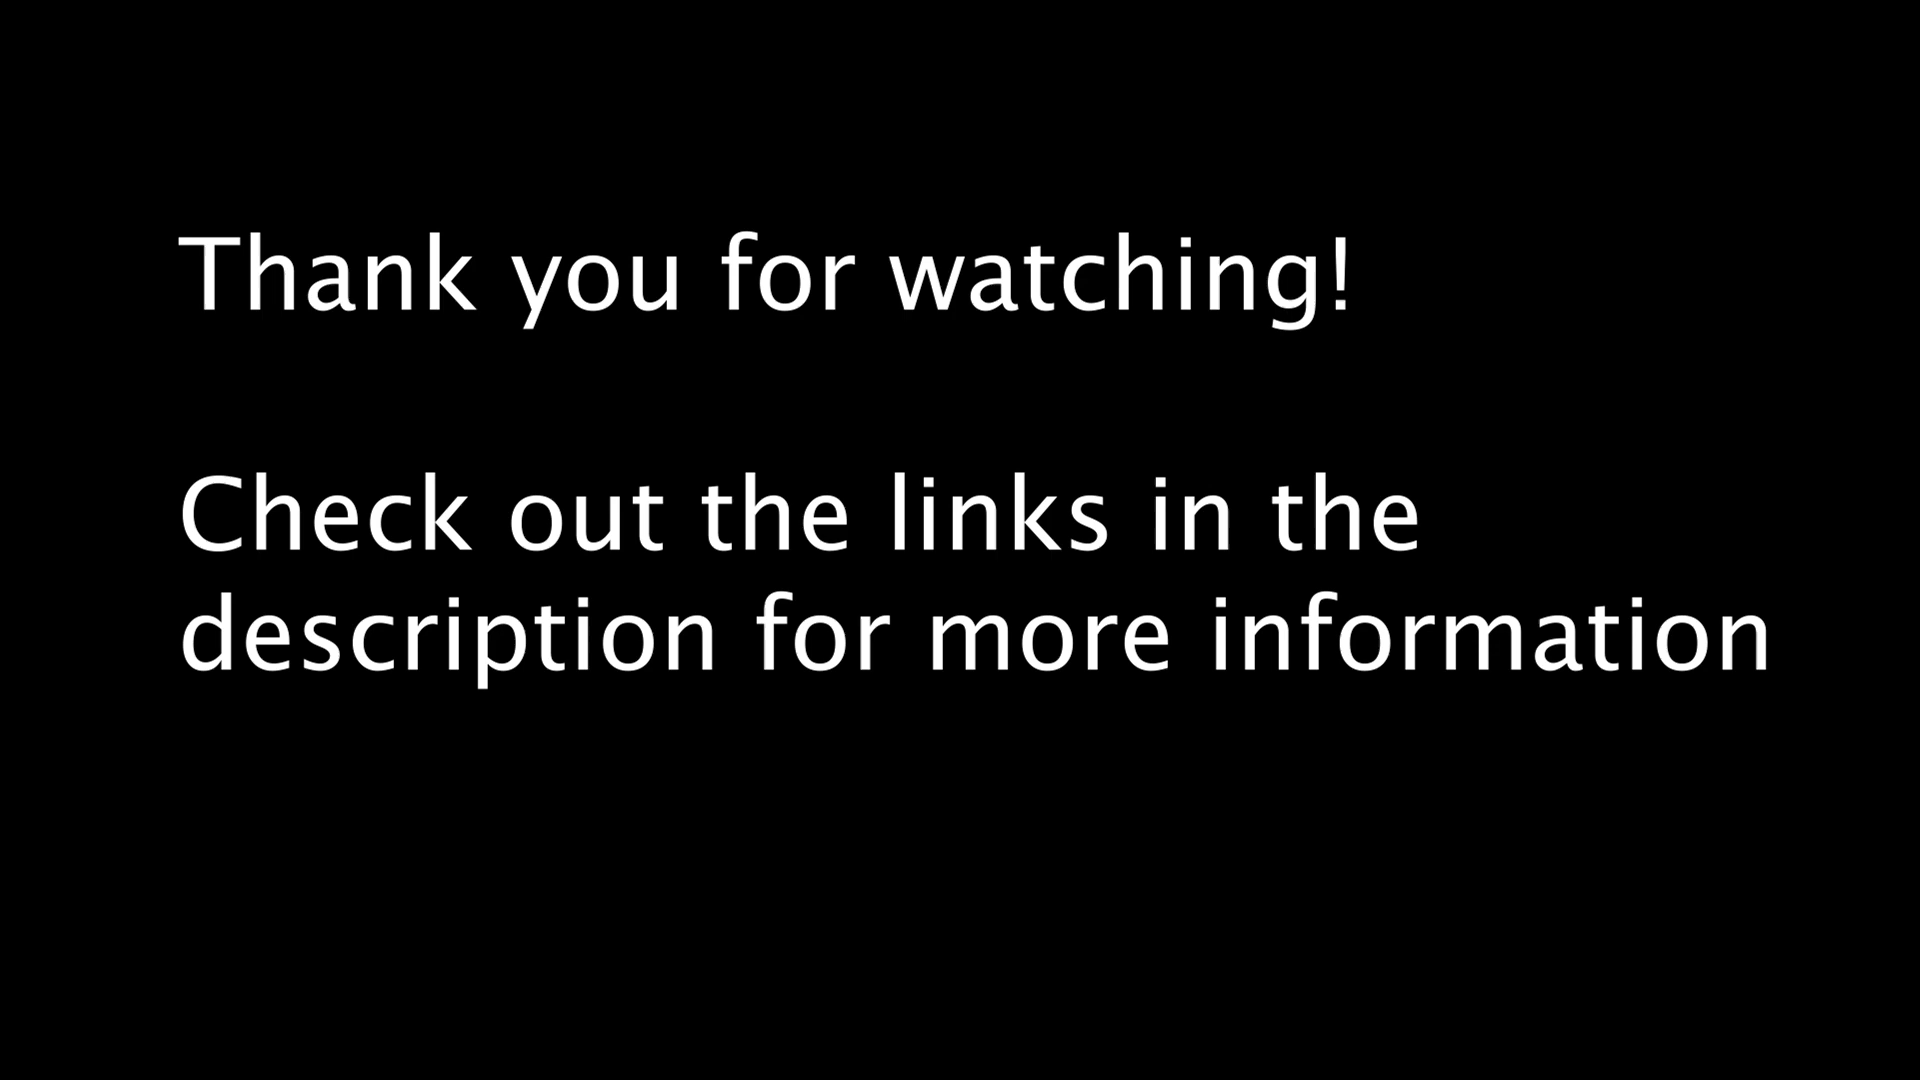 Thank you for watching!
Check out the links in the
description for more information